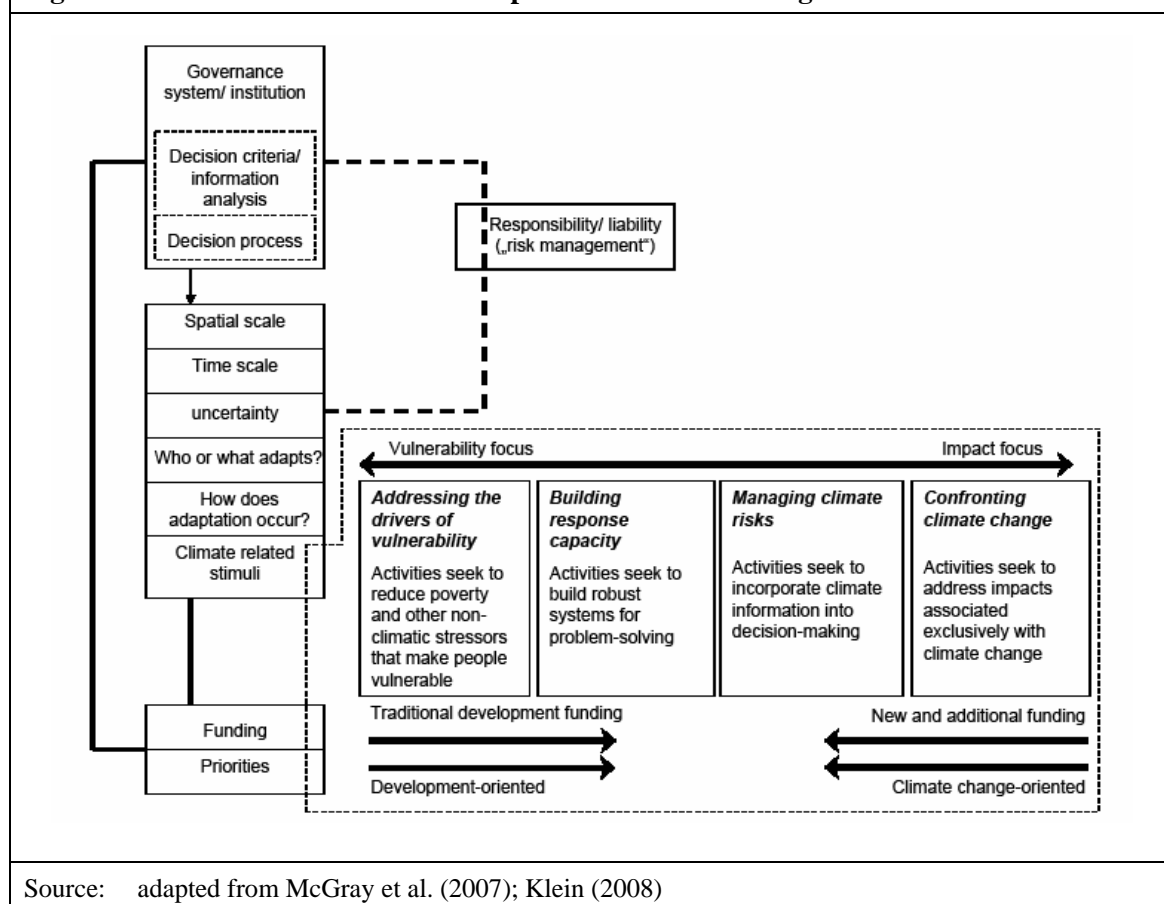 Governance
system/ institution
Decision criteria/
information
analysis
Decision process
Responsibility/ liability
(„risk management“)
Spatial scale
Time scale
uncertainty
Who or what adapts?
How does
adaptation occur?
Climate related
stimuli
Funding
Priorities
Vulnerability focus
Impact focus
Addressing the
drivers of
vulnerability
Activities seek to
reduce poverty
and other non-
climatic stressors
that make people
vulnerable
Building
response
capacity
Activities seek to
build robust
systems for
problem-solving
Managing climate
risks
Activities seek to
incorporate climate
information into
decision-making
Confronting
climate change
Activities seek to
address impacts
associated
exclusively with
climate change
Traditional development funding
New and additional funding
Development-oriented
Climate change-oriented
Source: adapted from McGray et al. (2007); Klein (2008)